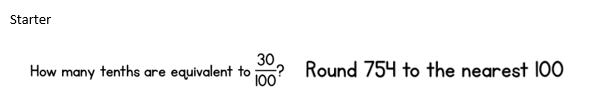 Starter
How many tenths are equivalent to 30/100? Round 754 to the nearest 100